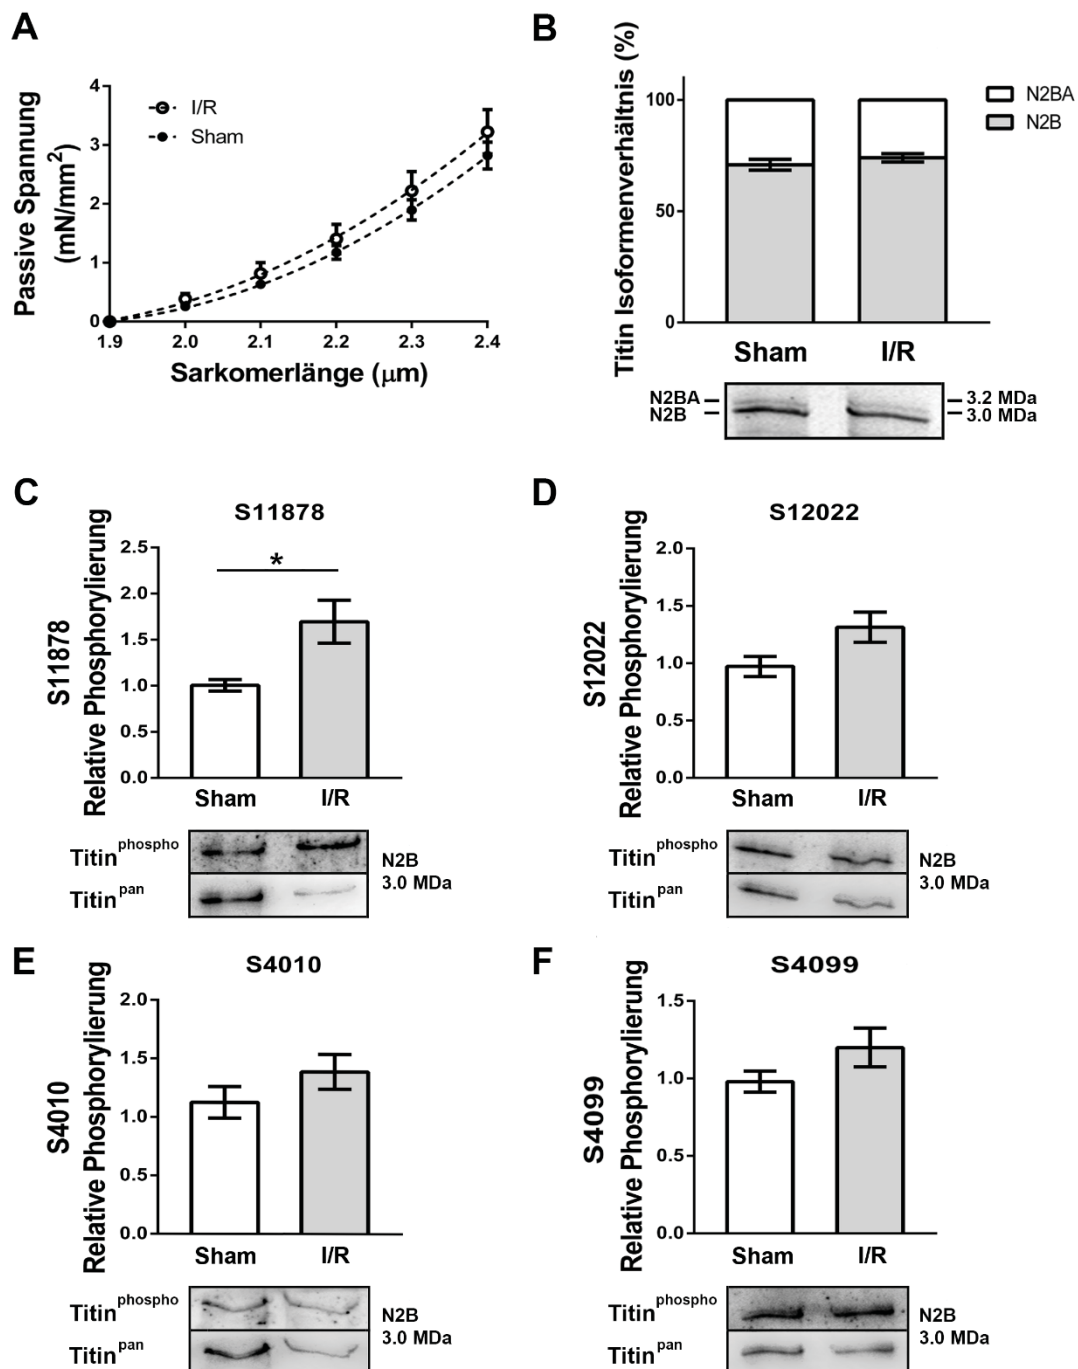 A
Passive Spannung
(mN/mm²)
4
3
2
1
0
I/R
Sham
1.9 2.0 2.1 2.2 2.3 2.4
Sarkomerlänge (μm)
B
Titin Isoformenverhältnis (%)
100
50
0
N2BA
N2B
Sham I/R
N2BA
N2B
3.2 MDa
3.0 MDa
C
S11878
S11878
Relative Phosphorylierung
2.5
2.0
1.5
1.0
0.5
0.0
*
Sham I/R
Titin phospho
Titin pan
N2B
3.0 MDa
D
S12022
S12022
Relative Phosphorylierung
2.0
1.5
1.0
0.5
0.0
Sham I/R
Titin phospho
Titin pan
N2B
3.0 MDa
E
S4010
S4010
Relative Phosphorylierung
2.0
1.5
1.0
0.5
0.0
Sham I/R
Titin phospho
Titin pan
N2B
3.0 MDa
F
S4099
S4099
Relative Phosphorylierung
1.5
1.0
0.5
0.0
Sham I/R
Titin phospho
Titin pan
N2B
3.0 MDa